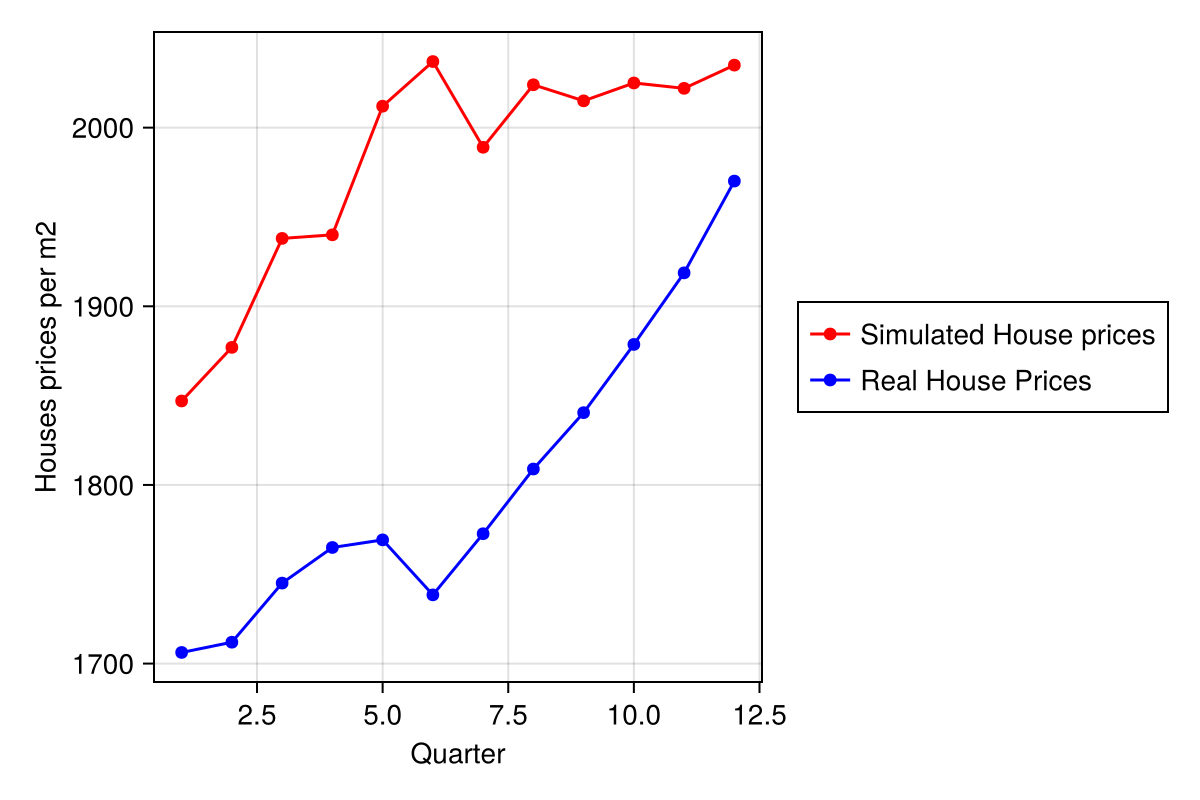 Houses prices per m2
2000
1900
1800
1700
2.5 5.0 7.5 10.0 12.5
Quarter
Simulated House prices
Real House Prices